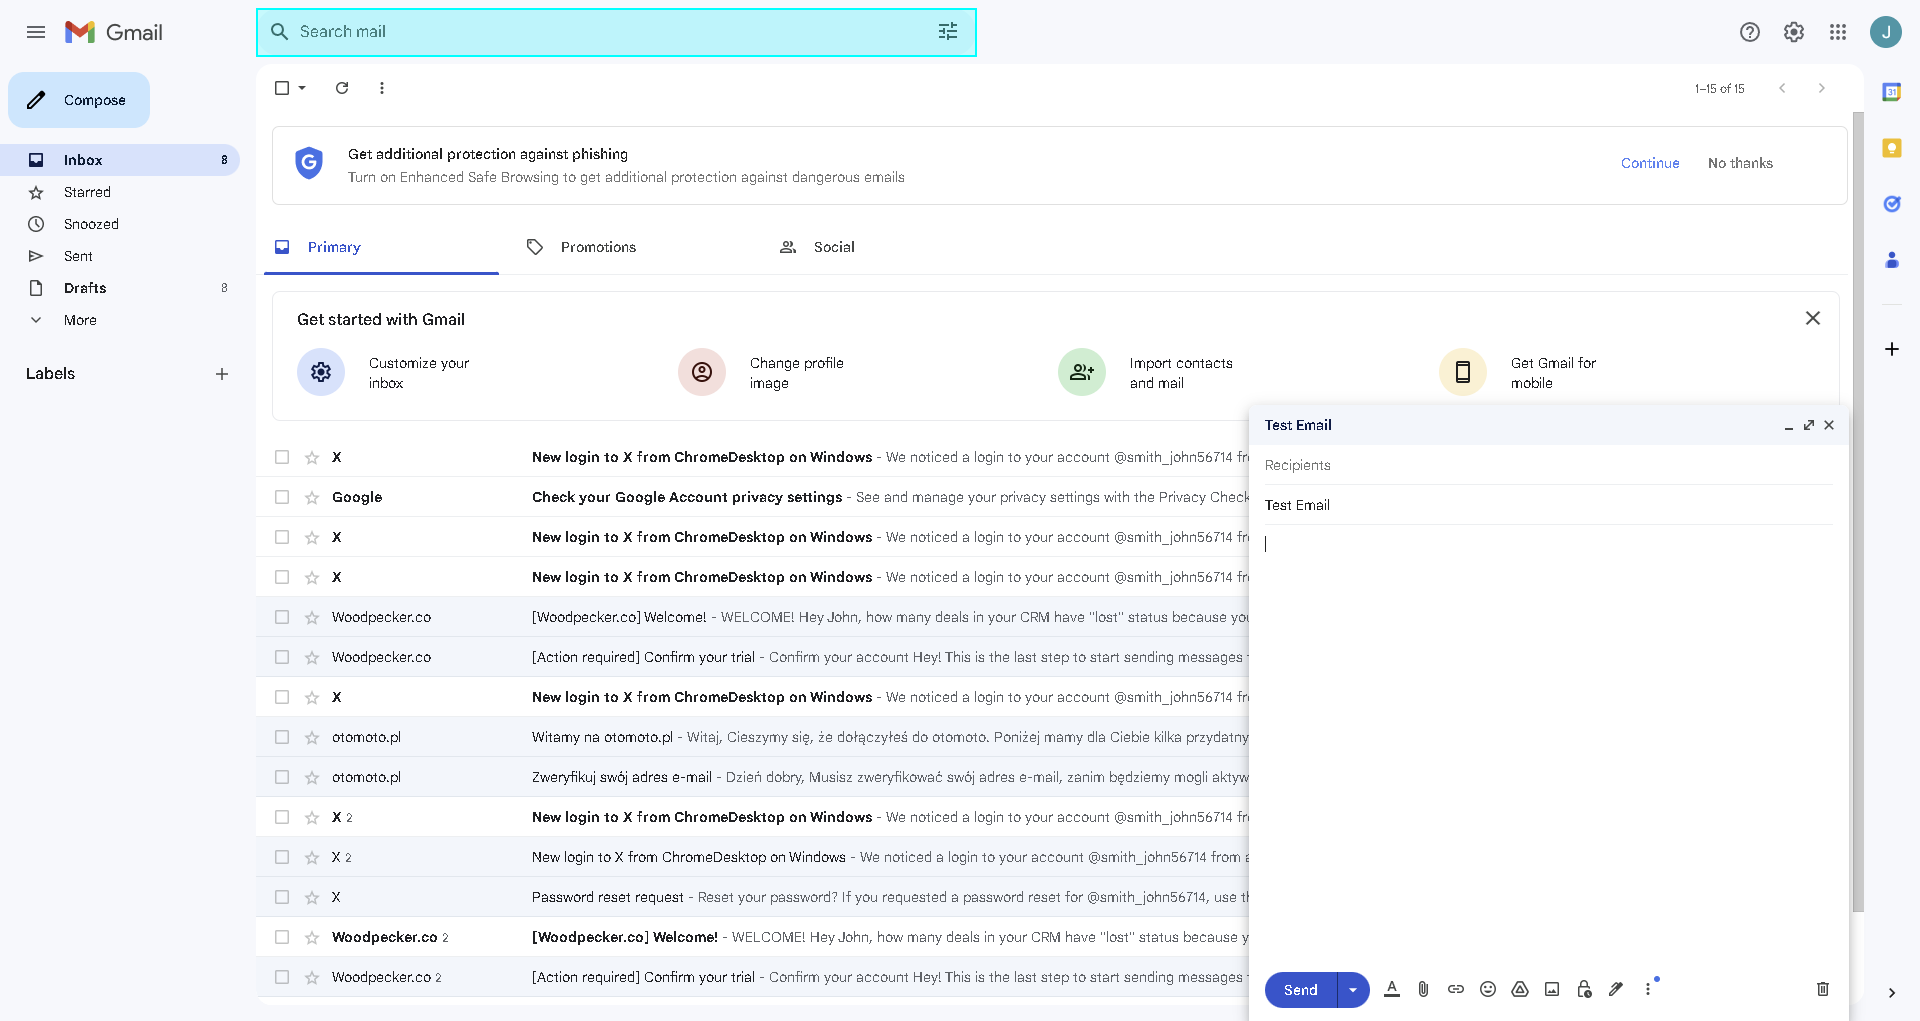 Gmail
Search mail
J
Compose
1–15 of 15
31
Inbox 8
Starred
Snoozed
Sent
Drafts 8
More
Labels
G
Get additional protection against phishing
Turn on Enhanced Safe Browsing to get additional protection against dangerous emails
Continue
No thanks
Primary
Promotions
Social
Get started with Gmail
Customize your
inbox
Change profile
image
Import contacts
and mail
Get Gmail for
mobile
X New login to X from ChromeDesktop on Windows - We noticed a login to your account @smith_john56714
Google Check your Google Account privacy settings - See and manage your privacy settings with the Privacy Check
X New login to X from ChromeDesktop on Windows - We noticed a login to your account @smith_john56714
X New login to X from ChromeDesktop on Windows - We noticed a login to your account @smith_john56714
Woodpecker.co [Woodpecker.co] Welcome! - WELCOME! Hey John, how many deals in your CRM have "lost" status because
Woodpecker.co [Action required] Confirm your trial - Confirm your account Hey! This is the last step to start sending messages
X New login to X from ChromeDesktop on Windows - We noticed a login to your account @smith_john56714
otomoto.pl Witamy na otomoto.pl - Witaj, Cieszymy się, że dołączyłeś do otomoto. Poniżej mamy dla Ciebie kilka przydatny
otomoto.pl Zweryfikuj swój adres e-mail - Dzień dobry, Musisz zweryfikować swój adres e-mail, zanim będziemy mogli aktyw
X 2 New login to X from ChromeDesktop on Windows - We noticed a login to your account @smith_john56714
X 2 New login to X from ChromeDesktop on Windows - We noticed a login to your account @smith_john56714 from a
X Password reset request - Reset your password? If you requested a password reset for @smith_john56714, use
Woodpecker.co 2 [Woodpecker.co] Welcome! - WELCOME! Hey John, how many deals in your CRM have "lost" status because
Woodpecker.co 2 [Action required] Confirm your trial - Confirm your account Hey! This is the last step to start sending messages
Test Email
Recipients
Test Email
Send